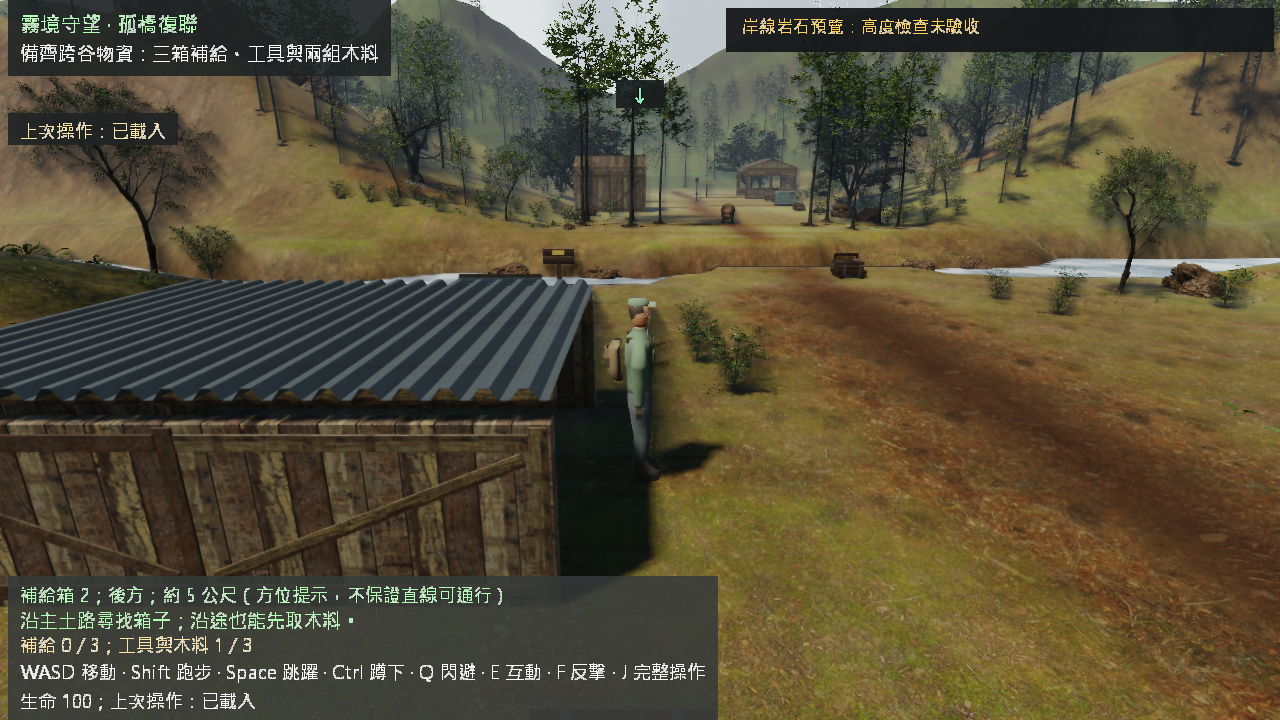 霧境守望·孤橋復聯
備齊跨谷物資：三箱補給・工具與兩組木料
岸線岩石預覽：高度檢查未驗收
↓
上次操作：已載入
補給箱 2；後方；約 5 公尺 ( 方位提示，不保證直線可通行 )
沿主土路尋找箱子；沿途也能先取木料。
補給 0 / 3；工具與木料 1 / 3
WASD 移動 · Shift 跑步 · Space 跳躍 · Ctrl 蹲下 · Q 閃避 · E 互動 · F 反擊 · J 完整操作
生命 100；上次操作：已載入